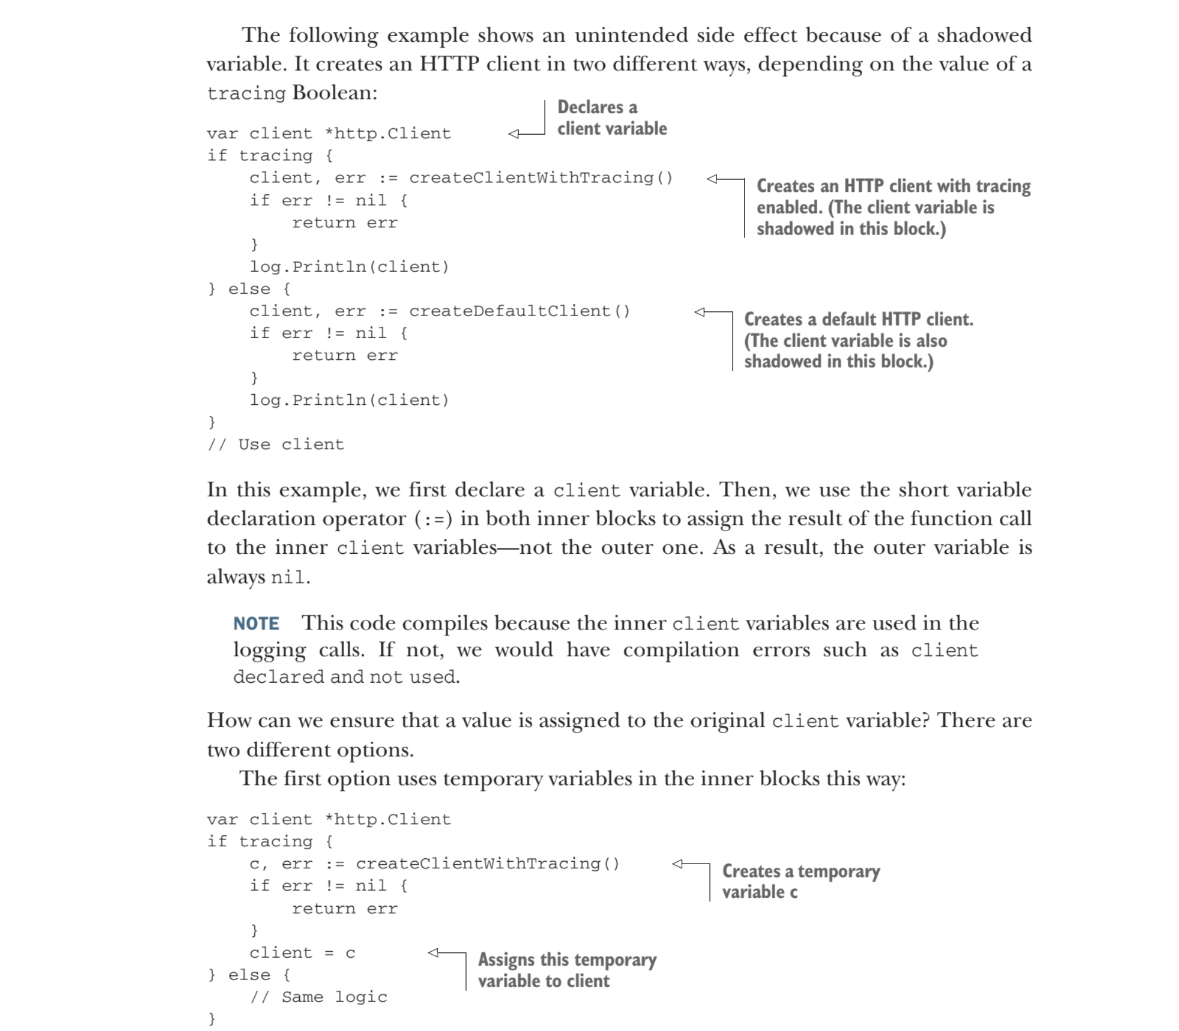 The following example shows an unintended side effect because of a shadowed
variable. It creates an HTTP client in two different ways, depending on the value of a
tracing Boolean:
Declares a
client variable
var client *http.Client
if tracing {
    client, err := createClientWithTracing()
Creates an HTTP client with tracing
enabled. (The client variable is
shadowed in this block.)
    if err != nil {
        return err
    }
    log.Println(client)
} else {
    client, err := createDefaultClient()
Creates a default HTTP client.
(The client variable is also
shadowed in this block.)
    if err != nil {
        return err
    }
    log.Println(client)
}
// Use client
In this example, we first declare a client variable. Then, we use the short variable
declaration operator (:=) in both inner blocks to assign the result of the function call
to the inner client variables—not the outer one. As a result, the outer variable is
always nil.
NOTE This code compiles because the inner client variables are used in the
logging calls. If not, we would have compilation errors such as client
declared and not used.
How can we ensure that a value is assigned to the original client variable? There are
two different options.
The first option uses temporary variables in the inner blocks this way:
var client *http.Client
if tracing {
    c, err := createClientWithTracing()
Creates a temporary
variable c
    if err != nil {
        return err
    }
    client = c
Assigns this temporary
variable to client
} else {
    // Same logic
}